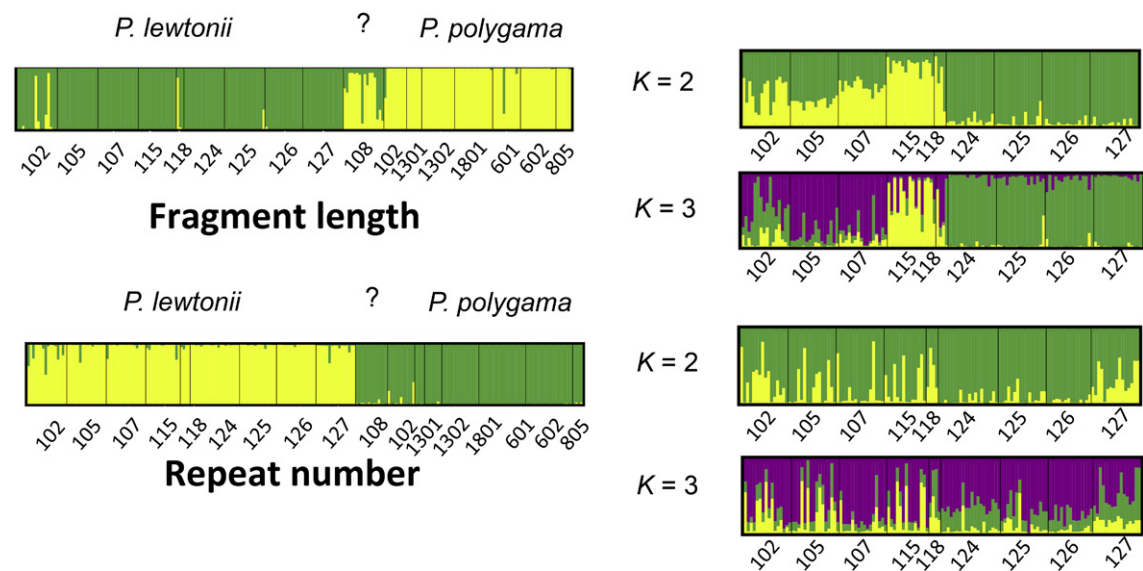 P. lewtonii ? P. polygama
102 105 107 115 118 124 125 126 127 108 102 1301 1302 1801 601 602 805
Fragment length
P. lewtonii ? P. polygama
102 105 107 115 118 124 125 126 127 108 102 1301 1302 1801 601 602 805
Repeat number
K = 2
102 105 107 115 118 124 125 126 127
K = 3
102 105 107 115 118 124 125 126 127
K = 2
102 105 107 115 118 124 125 126 127
K = 3
102 105 107 115 118 124 125 126 127